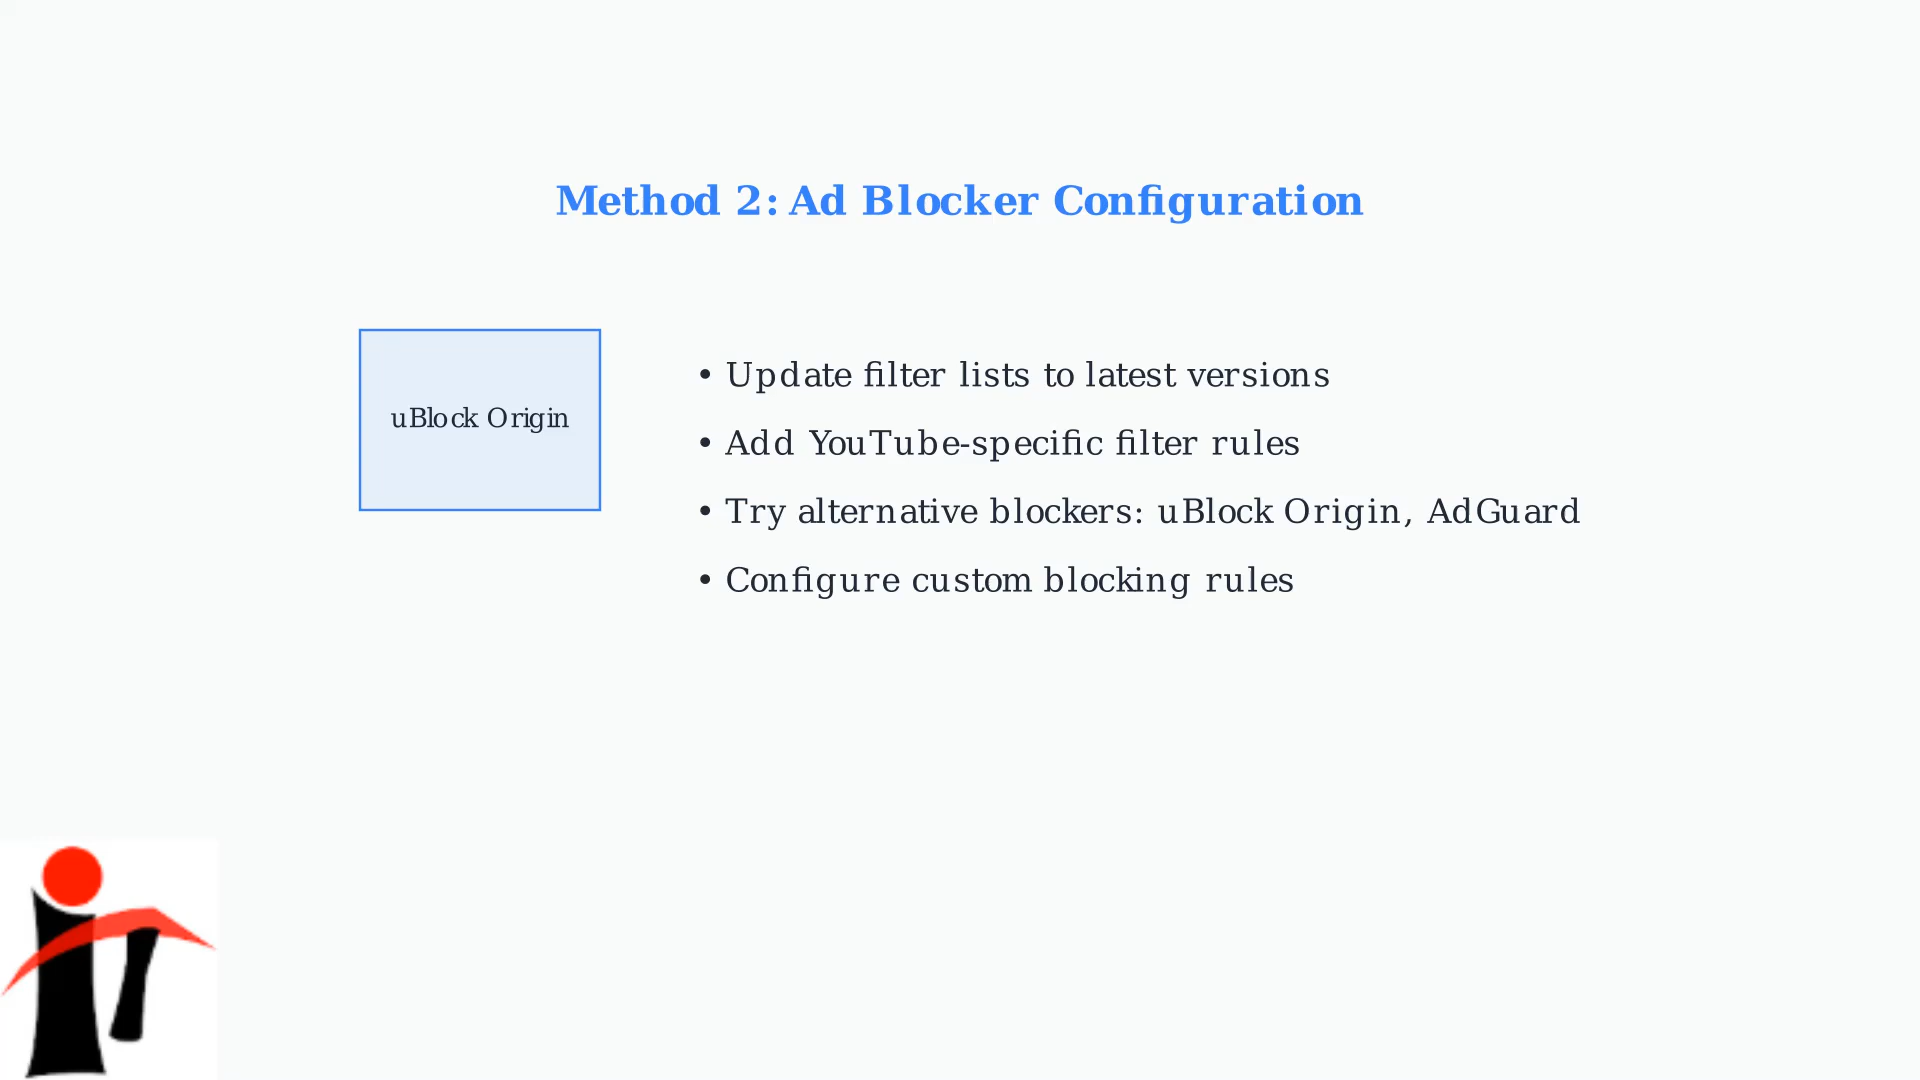 Method 2: Ad Blocker Configuration
uBlock Origin
• Update filter lists to latest versions
• Add YouTube-specific filter rules
• Try alternative blockers: uBlock Origin, AdGuard
• Configure custom blocking rules